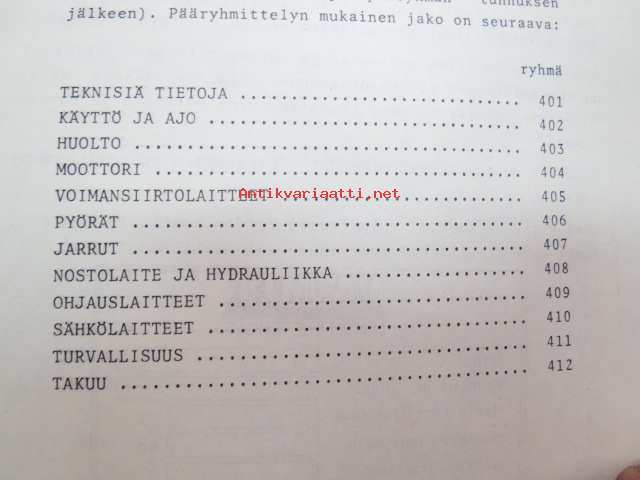 tunnuksen
jälkeen). Pääryhmittelyn mukainen jako on seuraava:
ryhmä
TEKNISIÄ TIETOJA ............................. 401
KÄYTTÖ JA AJO ................................ 402
HUOLTO ....................................... 403
MOOTTORI ..................................... 404
VOIMANSIIRTOLAITTEET ......................... 405
Antikvariaatti.net
PYÖRÄT ....................................... 406
JARRUT ....................................... 407
NOSTOLAITE JA HYDRAULIIKKA ................... 408
OHJAUSLAITTEET ............................... 409
SÄHKÖLAITTEET ................................ 410
TURVALLISUUS ................................. 411
TAKUU ........................................ 412